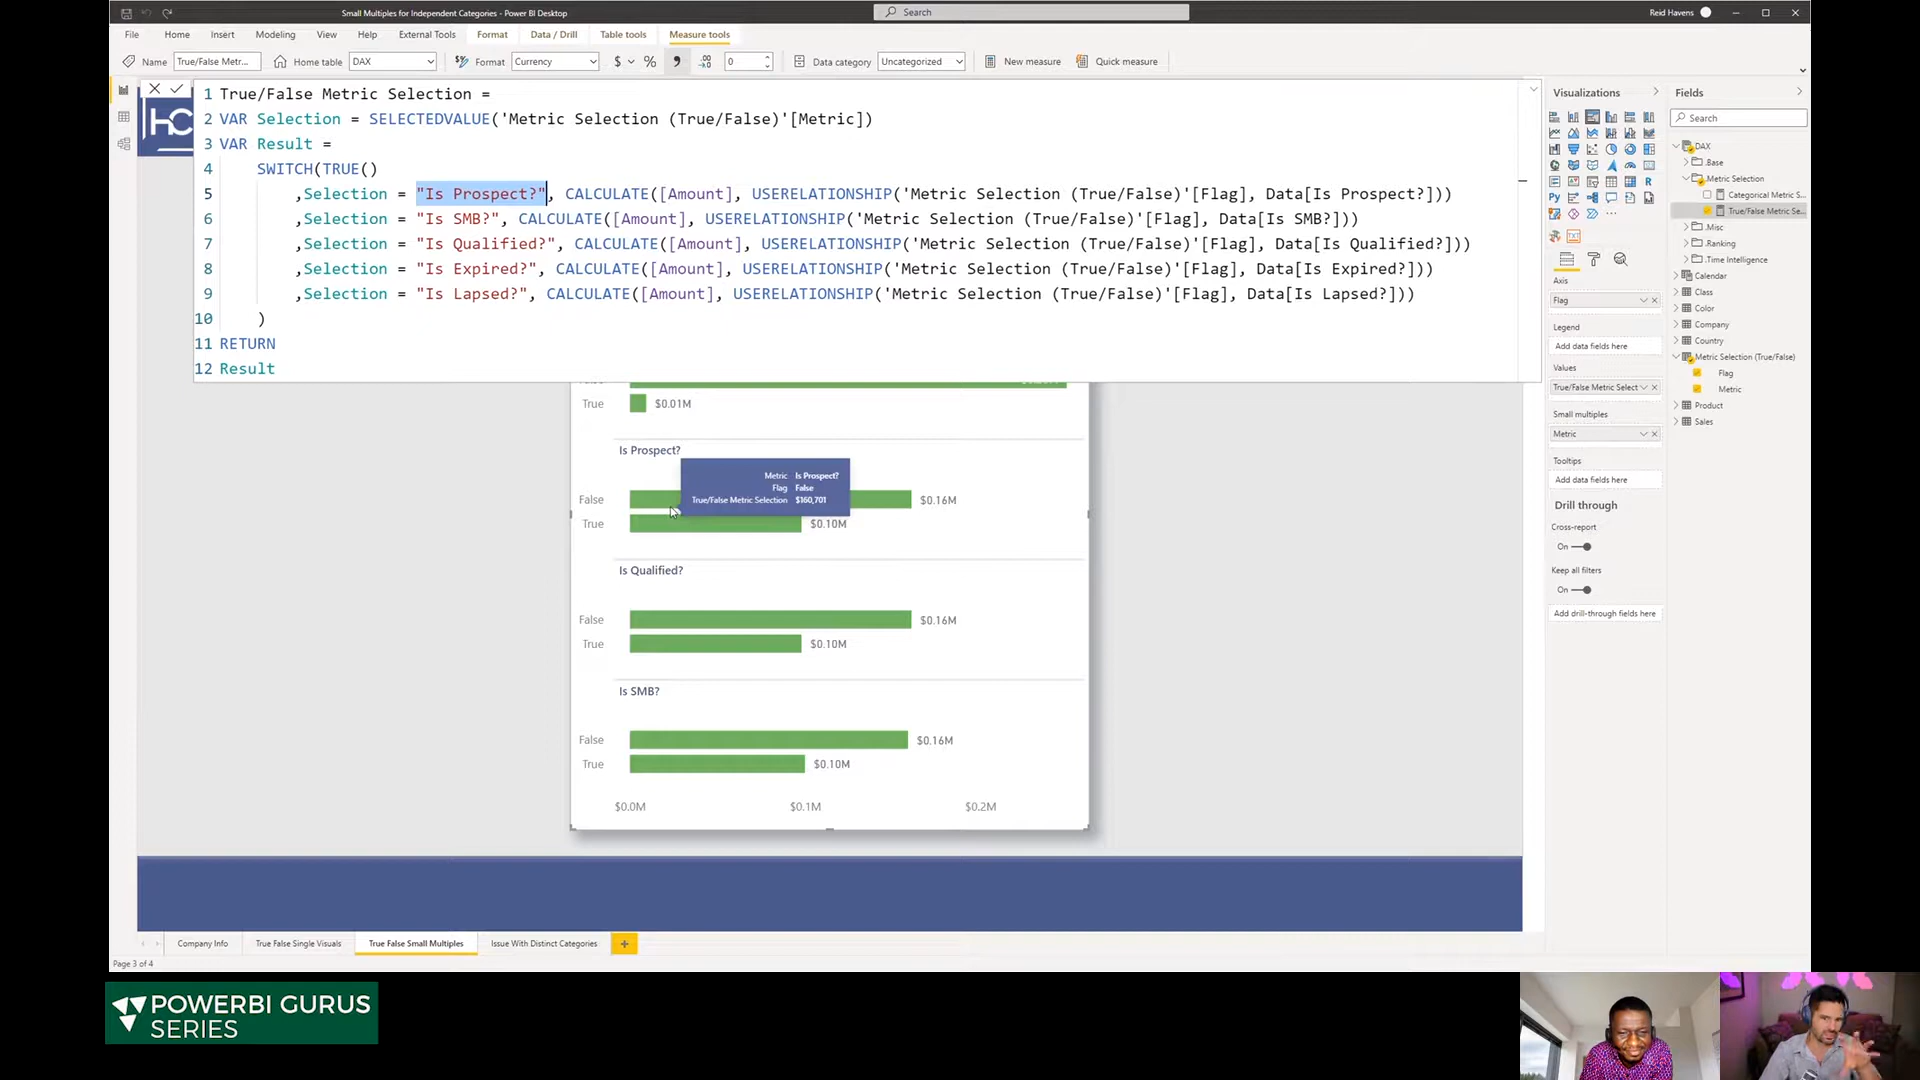 Small Multiples for Independent Categories - Power BI Desktop
Search
Reid Havens
File Home Insert Modeling View Help External Tools Format Data / Drill Table tools Measure tools
Name True/False Metr... Home table DAX Format Currency $ % 0 Data category Uncategorized New measure Quick measure
1 True/False Metric Selection =
2 VAR Selection = SELECTEDVALUE('Metric Selection (True/False)'[Metric])
3 VAR Result =
4 SWITCH(TRUE()
5 ,Selection = "Is Prospect?", CALCULATE([Amount], USERELATIONSHIP('Metric Selection (True/False)'[Flag], Data[Is Prospect?]))
6 ,Selection = "Is SMB?", CALCULATE([Amount], USERELATIONSHIP('Metric Selection (True/False)'[Flag], Data[Is SMB?]))
7 ,Selection = "Is Qualified?", CALCULATE([Amount], USERELATIONSHIP('Metric Selection (True/False)'[Flag], Data[Is Qualified?]))
8 ,Selection = "Is Expired?", CALCULATE([Amount], USERELATIONSHIP('Metric Selection (True/False)'[Flag], Data[Is Expired?]))
9 ,Selection = "Is Lapsed?", CALCULATE([Amount], USERELATIONSHIP('Metric Selection (True/False)'[Flag], Data[Is Lapsed?]))
10 )
11 RETURN
12 Result
True $0.01M
Is Prospect?
Metric Is Prospect?
Flag False
True/False Metric Selection $160,701
False $0.16M
True $0.10M
Is Qualified?
False $0.16M
True $0.10M
Is SMB?
False $0.16M
True $0.10M
$0.0M $0.1M $0.2M
Visualizations
Py
R
Axis
Flag
Legend
Add data fields here
Values
True/False Metric Select
Small multiples
Metric
Tooltips
Add data fields here
Drill through
Cross-report
On
Keep all filters
On
Add drill-through fields here
Fields
Search
DAX
.Base
Metric Selection
Categorical Metric S...
True/False Metric Se...
.Misc
.Ranking
.Time Intelligence
Calendar
Class
Color
Company
Country
Metric Selection (True/False)
Flag
Metric
Product
Sales
Company Info True False Single Visuals True False Small Multiples Issue With Distinct Categories +
Page 3 of 4
POWERBI GURUS
SERIES